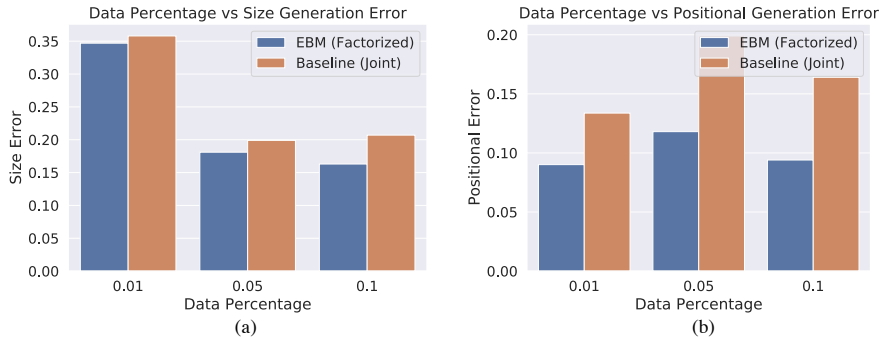 Data Percentage vs Size Generation Error
EBM (Factorized)
Baseline (Joint)
0.35
0.30
0.25
0.20
0.15
0.10
0.05
0.00
Size Error
0.01 0.05 0.1
Data Percentage
(a)
Data Percentage vs Positional Generation Error
EBM (Factorized)
Baseline (Joint)
0.20
0.15
0.10
0.05
0.00
Positional Error
0.01 0.05 0.1
Data Percentage
(b)